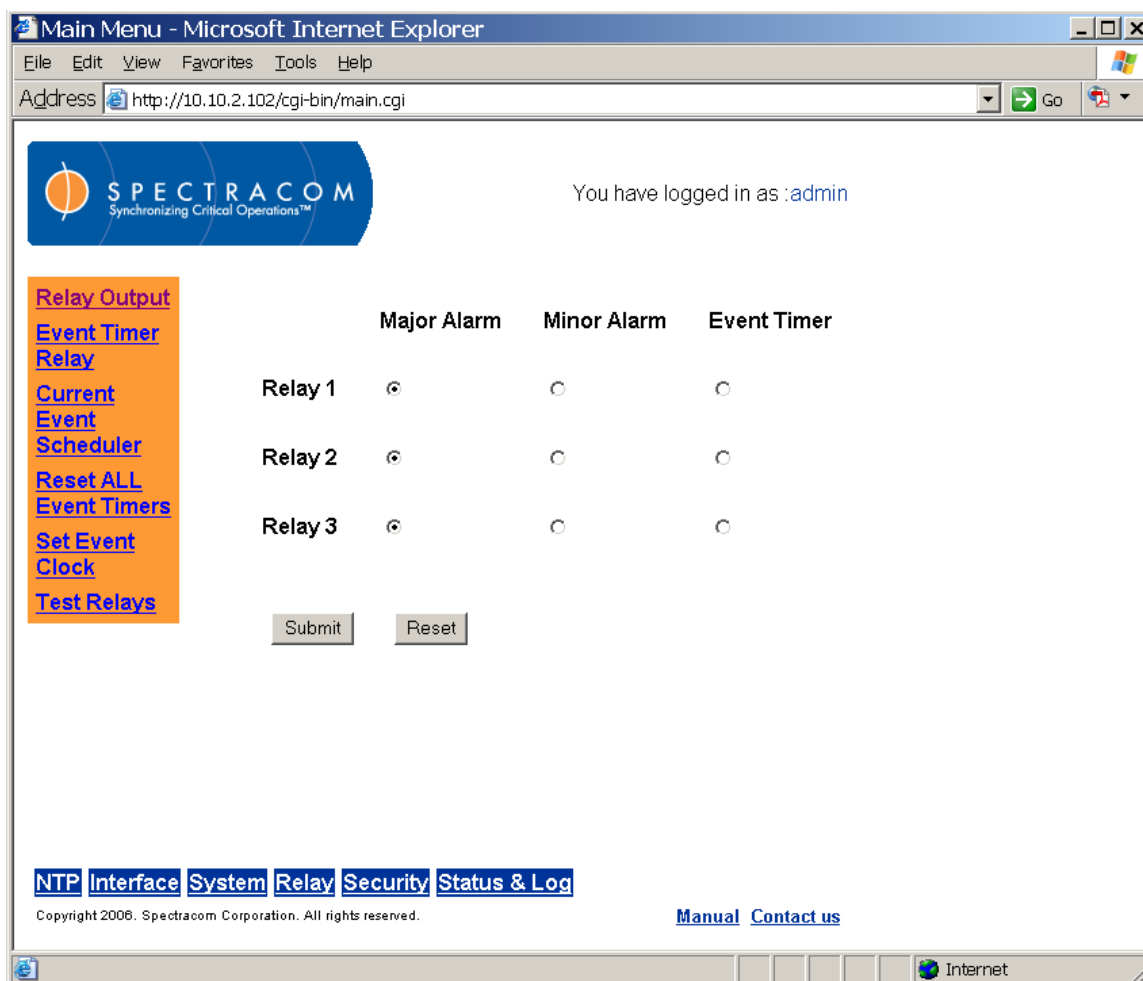 Main Menu - Microsoft Internet Explorer
File Edit View Favorites Tools Help
Address http://10.10.2.102/cgi-bin/main.cgi Go
SPECTRACOM
Synchronizing Critical Operations™
You have logged in as :admin
Relay Output
Event Timer
Relay
Current
Event
Scheduler
Reset ALL
Event Timers
Set Event
Clock
Test Relays
Major Alarm Minor Alarm Event Timer
Relay 1
Relay 2
Relay 3
Submit Reset
NTP Interface System Relay Security Status & Log
Copyright 2006. Spectracom Corporation. All rights reserved.
Manual Contact us
Internet